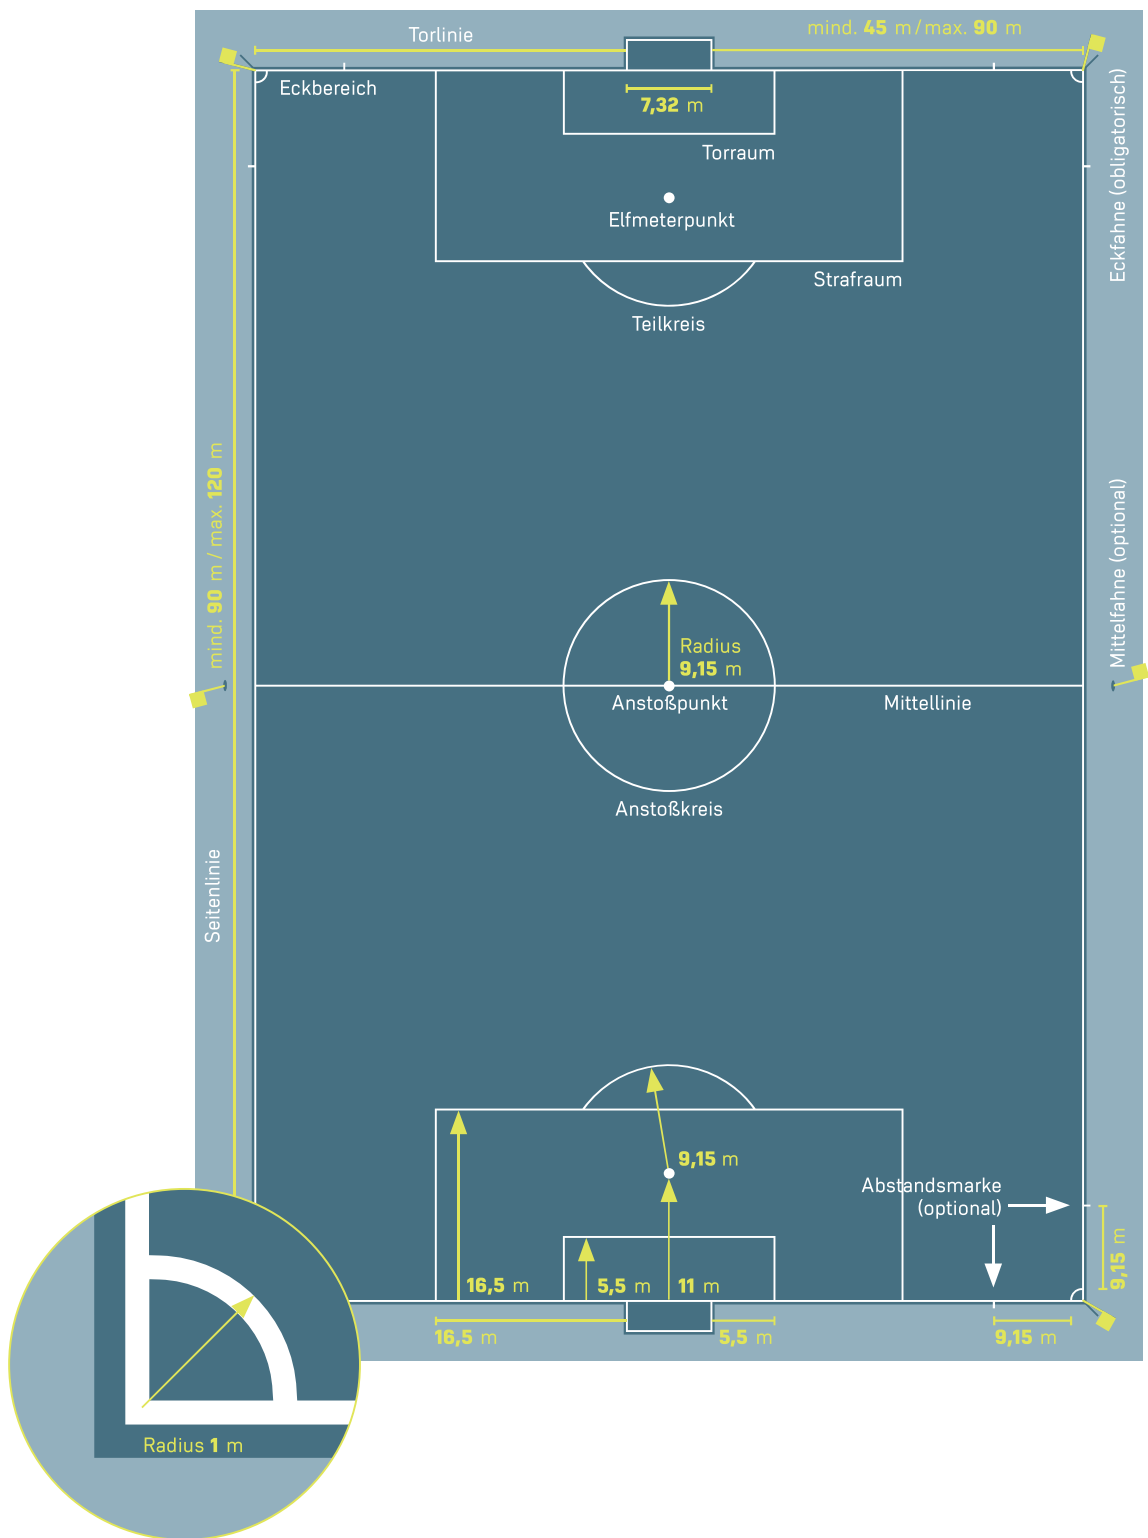 Torlinie
mind. 45 m / max. 90 m
Eckbereich
7,32 m
Torraum
Elfmeterpunkt
Strafraum
Teilkreis
Eckfahne (obligatorisch)
mind. 90 m / max. 120 m
Mittelfahne (optional)
Radius
9,15 m
Anstoßpunkt
Mittellinie
Anstoßkreis
Seitenlinie
9,15 m
Abstandsmarke
(optional)
9,15 m
16,5 m
5,5 m
11 m
16,5 m
5,5 m
9,15 m
Radius 1 m